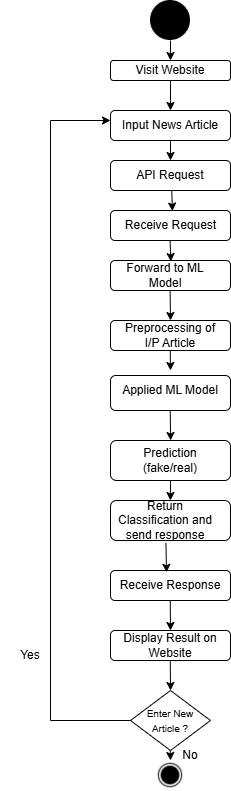 Visit Website
Input News Article
API Request
Receive Request
Forward to ML
Model
Preprocessing of
I/P Article
Applied ML Model
Prediction
(fake/real)
Return
Classification and
send response
Receive Response
Display Result on
Website
Enter New
Article ?
Yes
No